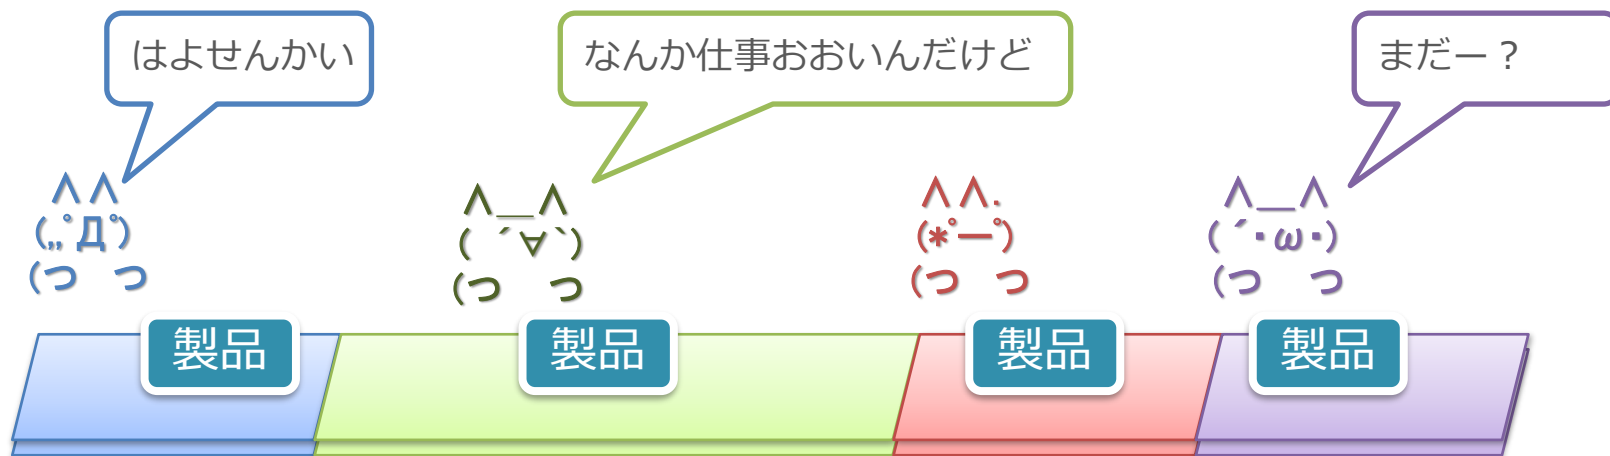 はよせんかい
なんか仕事おおいんだけど
まだー？
∧∧
(,,ﾟДﾟ)
(つ　つ
∧＿∧
(　´∀`)
(つ　つ
∧∧.
(*ﾟーﾟ)
(つ　つ
∧＿∧
(´・ω・)
(つ　つ
製品
製品
製品
製品